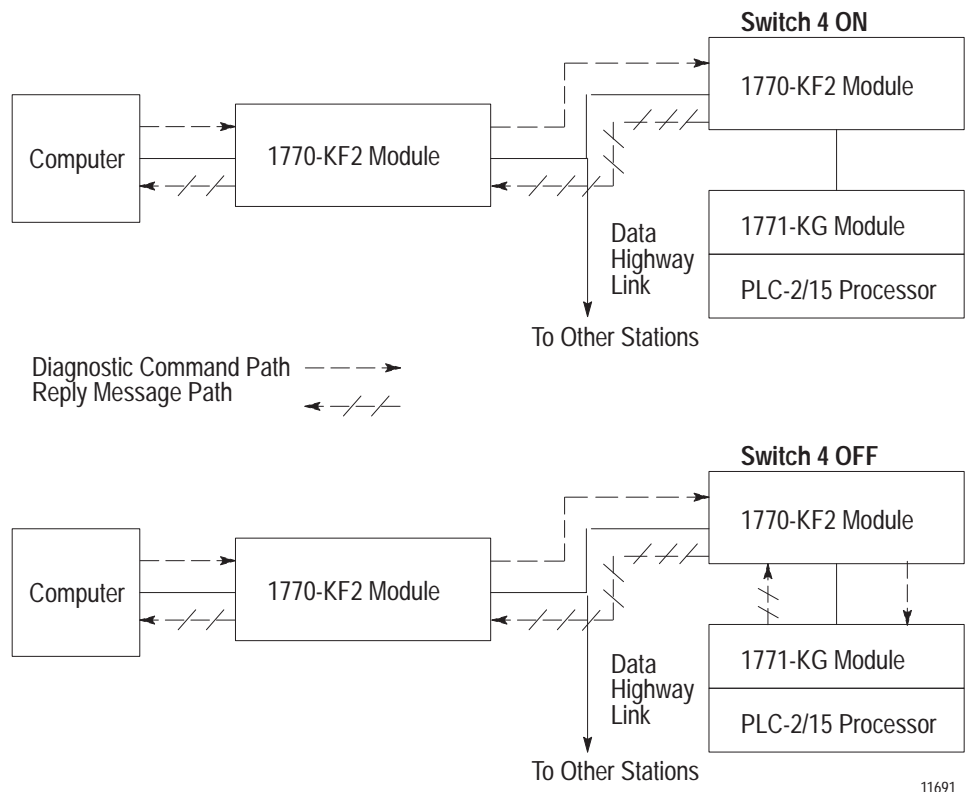 Switch 4 ON
1770-KF2 Module
Computer
1770-KF2 Module
1771-KG Module
PLC-2/15 Processor
Data
Highway
Link
To Other Stations
Diagnostic Command Path
Reply Message Path
Switch 4 OFF
1770-KF2 Module
Computer
1770-KF2 Module
1771-KG Module
PLC-2/15 Processor
Data
Highway
Link
To Other Stations
11691